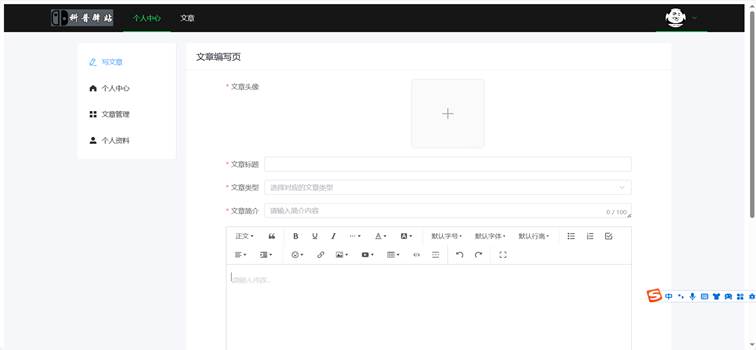 科普驿站 个人中心 文章
写文章
个人中心
文章管理
个人资料
文章编写页
* 文章头像
* 文章标题
* 文章类型 选择对应的文章类型
* 文章简介 请输入简介内容 0 / 100
正文 B U I A A 默认字号 默认字体 默认行高
请输入内容...
中